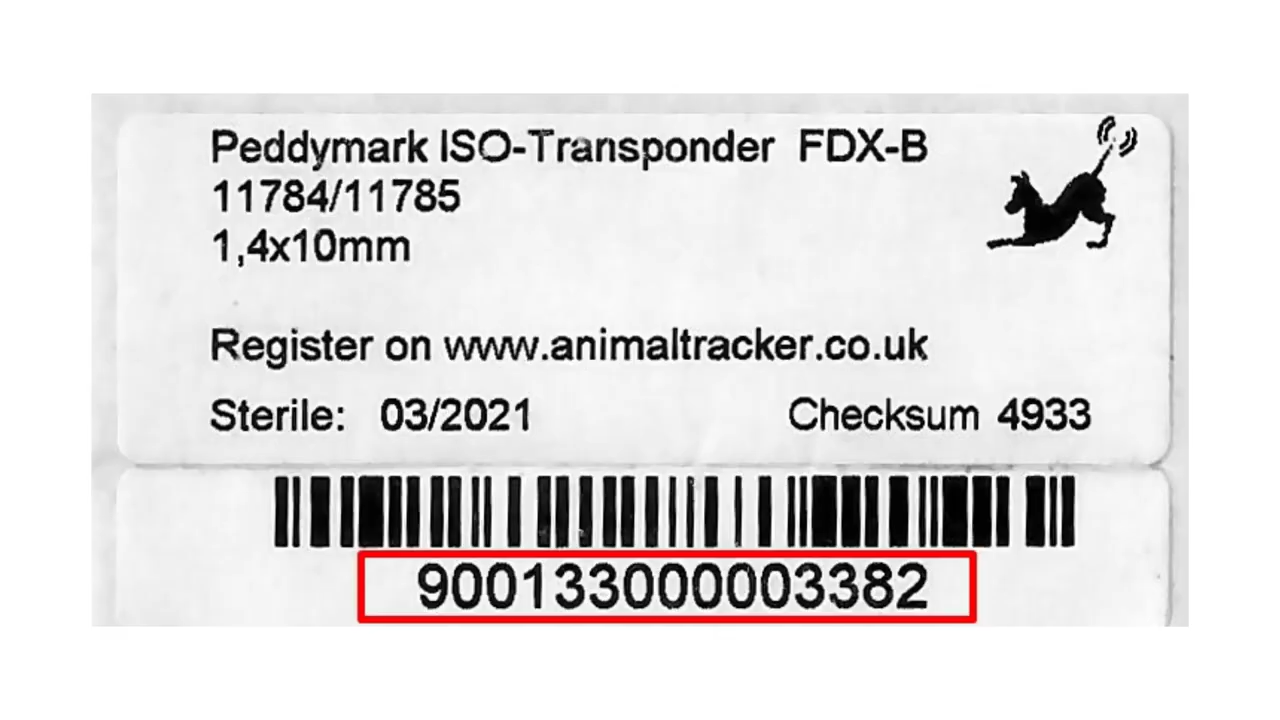 Peddymark ISO-Transponder FDX-B
11784/11785
1,4x10mm
Register on www.animaltracker.co.uk
Sterile: 03/2021 Checksum 4933
900133000003382